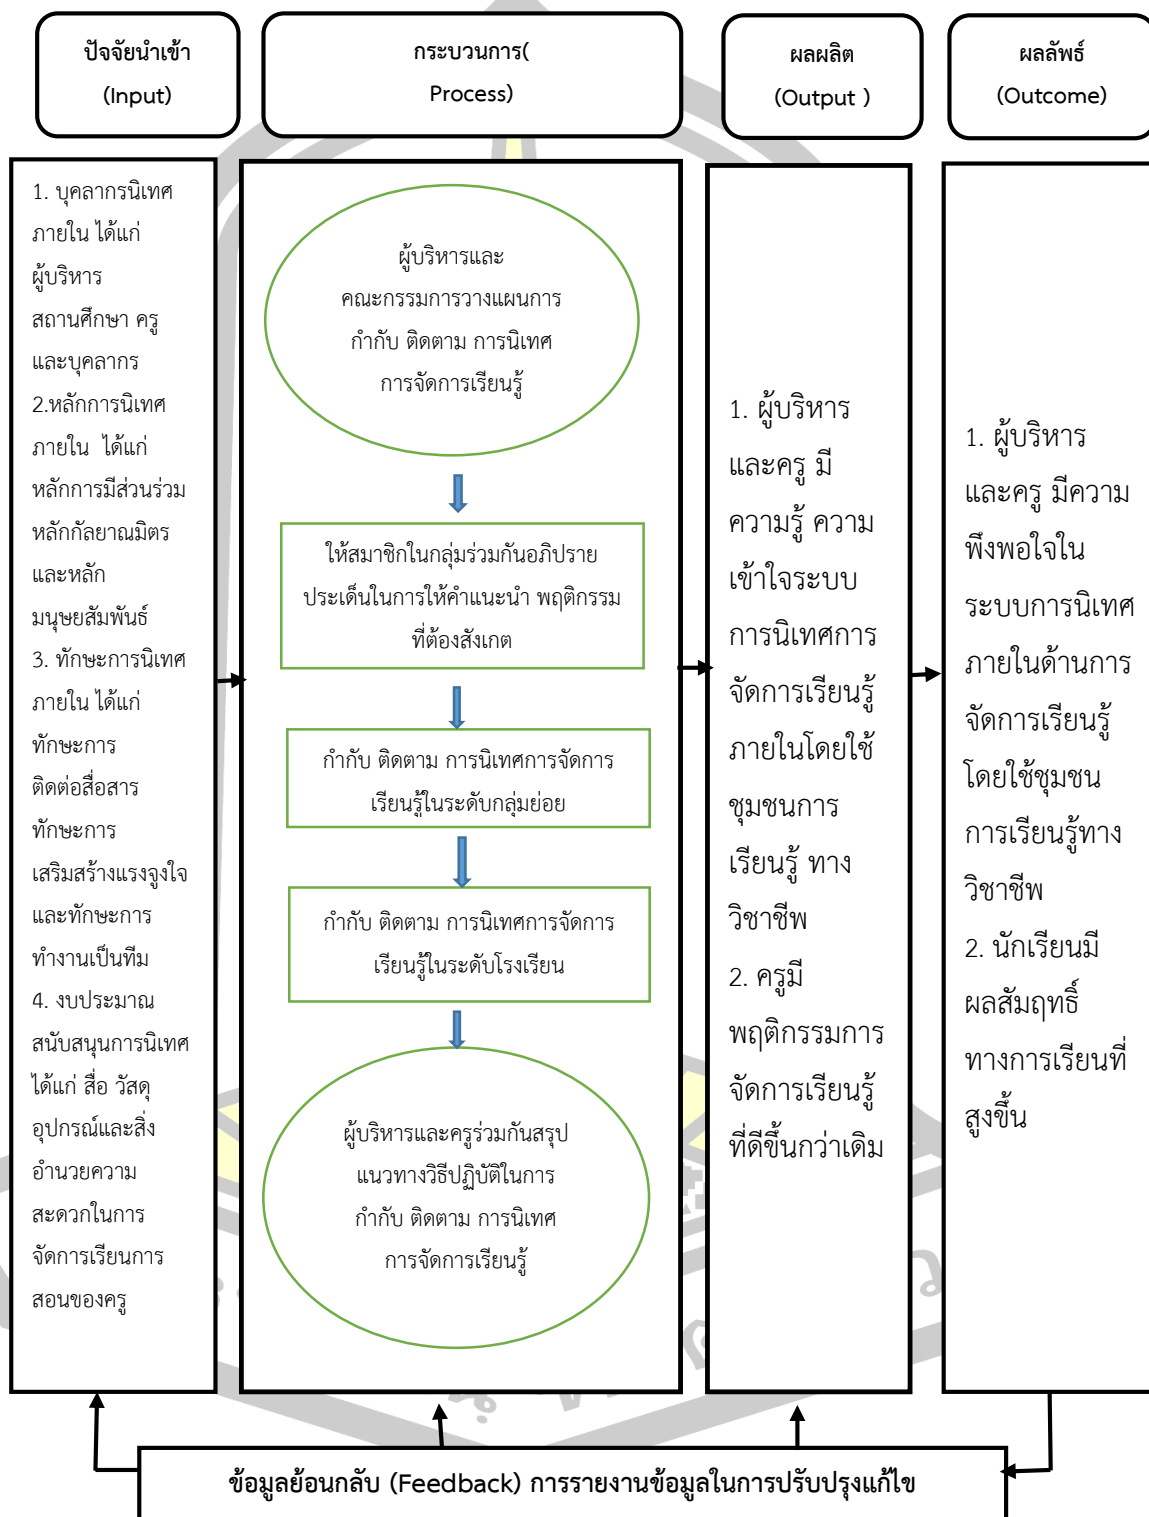 ปัจจัยนำเข้า
(Input)
กระบวนการ(
Process)
ผลผลิต
(Output )
ผลลัพธ์
(Outcome)
1. บุคลากรนิเทศ
ภายใน ได้แก่
ผู้บริหาร
สถานศึกษา ครู
และบุคลากร
2.หลักการนิเทศ
ภายใน ได้แก่
หลักการมีส่วนร่วม
หลักกัลยาณมิตร
และหลัก
มนุษยสัมพันธ์
3. ทักษะการนิเทศ
ภายใน ได้แก่
ทักษะการ
ติดต่อสื่อสาร
ทักษะการ
เสริมสร้างแรงจูงใจ
และทักษะการ
ทำงานเป็นทีม
4. งบประมาณ
สนับสนุนการนิเทศ
ได้แก่ สื่อ วัสดุ
อุปกรณ์และสิ่ง
อำนวยความ
สะดวกในการ
จัดการเรียนการ
สอนของครู
ผู้บริหารและ
คณะกรรมการวางแผนการ
กำกับ ติดตาม การนิเทศ
การจัดการเรียนรู้
ให้สมาชิกในกลุ่มร่วมกันอภิปราย
ประเด็นในการให้คำแนะนำ พฤติกรรม
ที่ต้องสังเกต
กำกับ ติดตาม การนิเทศการจัดการ
เรียนรู้ในระดับกลุ่มย่อย
กำกับ ติดตาม การนิเทศการจัดการ
เรียนรู้ในระดับโรงเรียน
ผู้บริหารและครูร่วมกันสรุป
แนวทางวิธีปฏิบัติในการ
กำกับ ติดตาม การนิเทศ
การจัดการเรียนรู้
1. ผู้บริหาร
และครู มี
ความรู้ ความ
เข้าใจระบบ
การนิเทศการ
จัดการเรียนรู้
ภายในโดยใช้
ชุมชนการ
เรียนรู้ ทาง
วิชาชีพ
2. ครูมี
พฤติกรรมการ
จัดการเรียนรู้
ที่ดีขึ้นกว่าเดิม
1. ผู้บริหาร
และครู มีความ
พึงพอใจใน
ระบบการนิเทศ
ภายในด้านการ
จัดการเรียนรู้
โดยใช้ชุมชน
การเรียนรู้ทาง
วิชาชีพ
2. นักเรียนมี
ผลสัมฤทธิ์
ทางการเรียนที่
สูงขึ้น
ข้อมูลย้อนกลับ (Feedback) การรายงานข้อมูลในการปรับปรุงแก้ไข